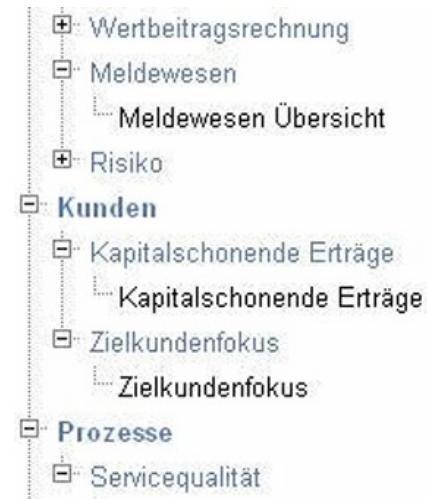 Wertbeitragsrechnung
Meldewesen
Meldewesen Übersicht
Risiko
Kunden
Kapitalschonende Erträge
Kapitalschonende Erträge
Zielkundenfokus
Zielkundenfokus
Prozesse
Servicequalität